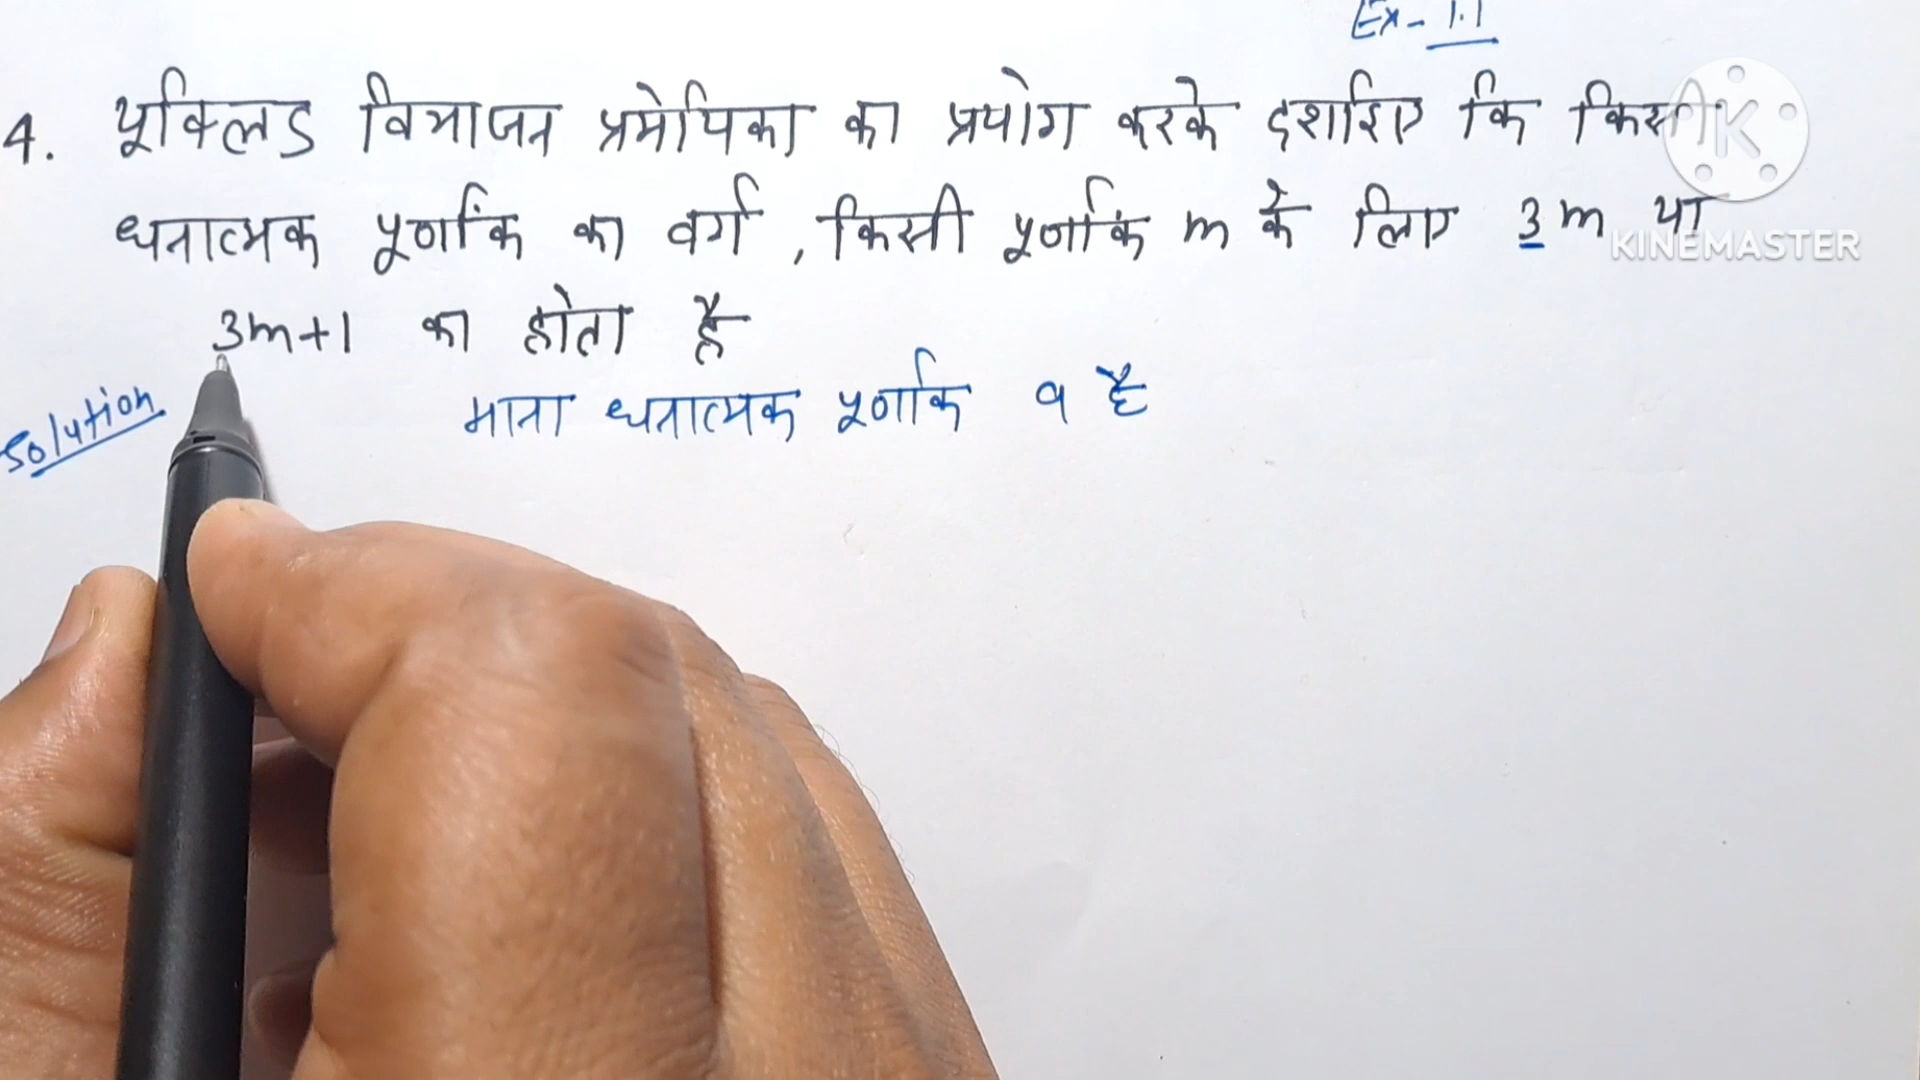 Ex- 1.1
4. यूक्लिड विभाजन प्रमेयिका का प्रयोग करके दर्शाइए कि किसी
धनात्मक पूर्णांक का वर्ग , किसी पूर्णांक m के लिए 3m या
KINEMASTER
3m+1 का होता है
Solution माना धनात्मक पूर्णाक a है